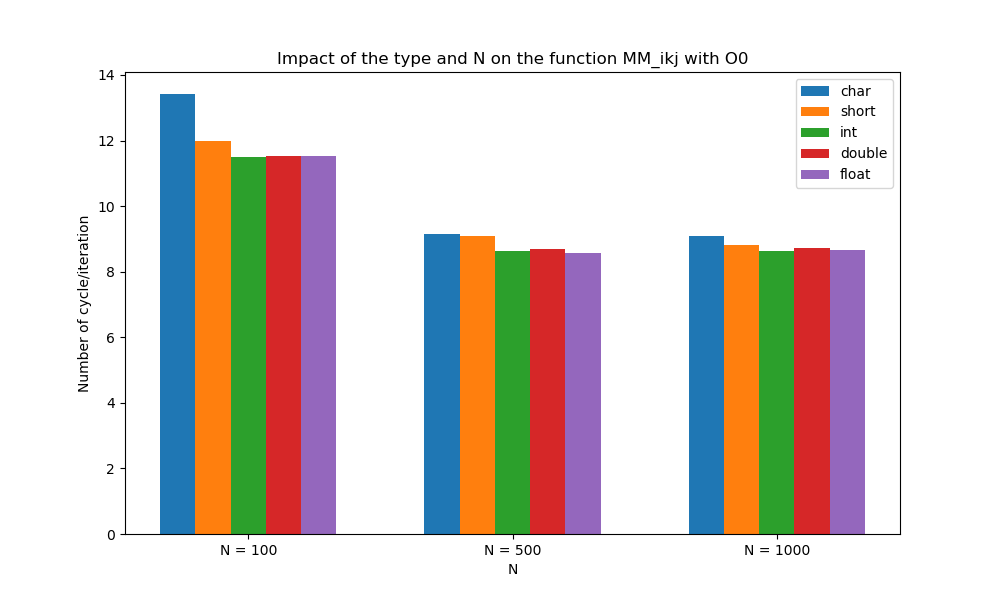 Impact of the type and N on the function MM_ikj with O0
14
12
10
8
6
4
2
0
Number of cycle/iteration
char
short
int
double
float
N = 100
N = 500
N = 1000
N